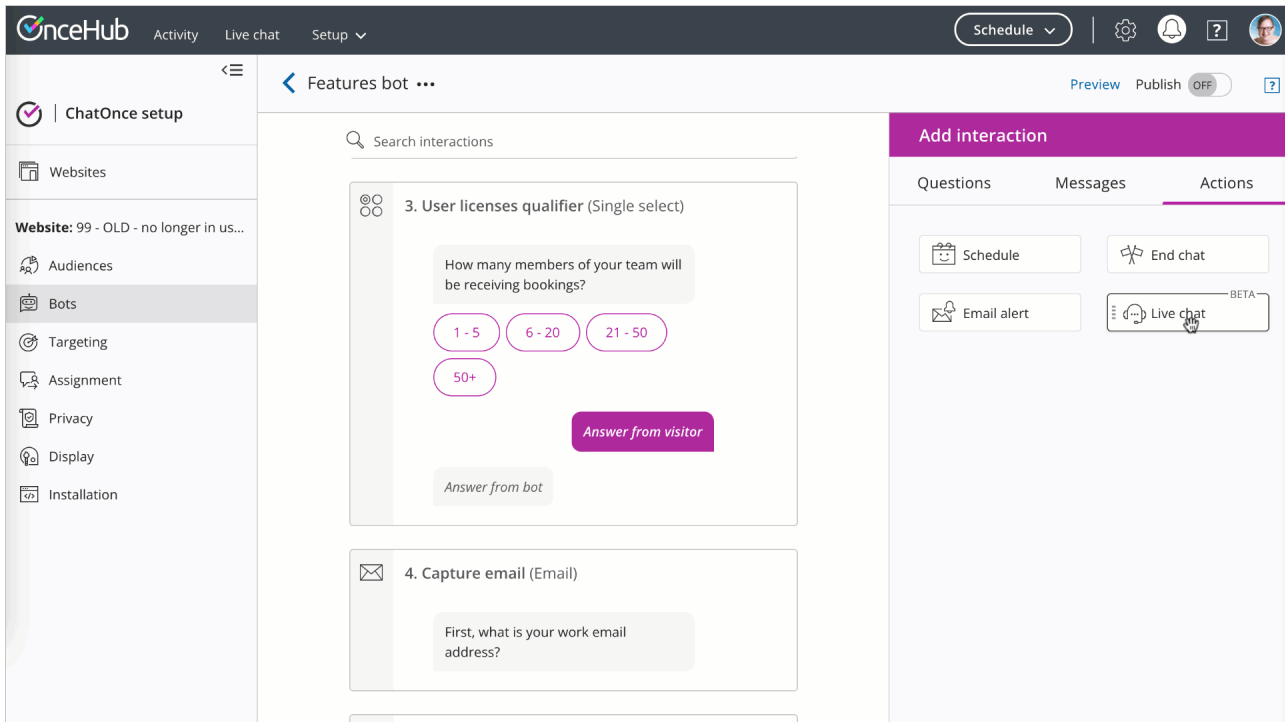 OnceHub
Activity
Live chat
Setup
Schedule
?
ChatOnce setup
Websites
Website: 99 - OLD - no longer in us...
Audiences
Bots
Targeting
Assignment
Privacy
Display
Installation
Features bot •••
Preview
Publish
OFF
?
Search interactions
3. User licenses qualifier (Single select)
How many members of your team will
be receiving bookings?
1 - 5
6 - 20
21 - 50
50+
Answer from visitor
Answer from bot
4. Capture email (Email)
First, what is your work email
address?
Add interaction
Questions
Messages
Actions
Schedule
End chat
Email alert
BETA
Live chat